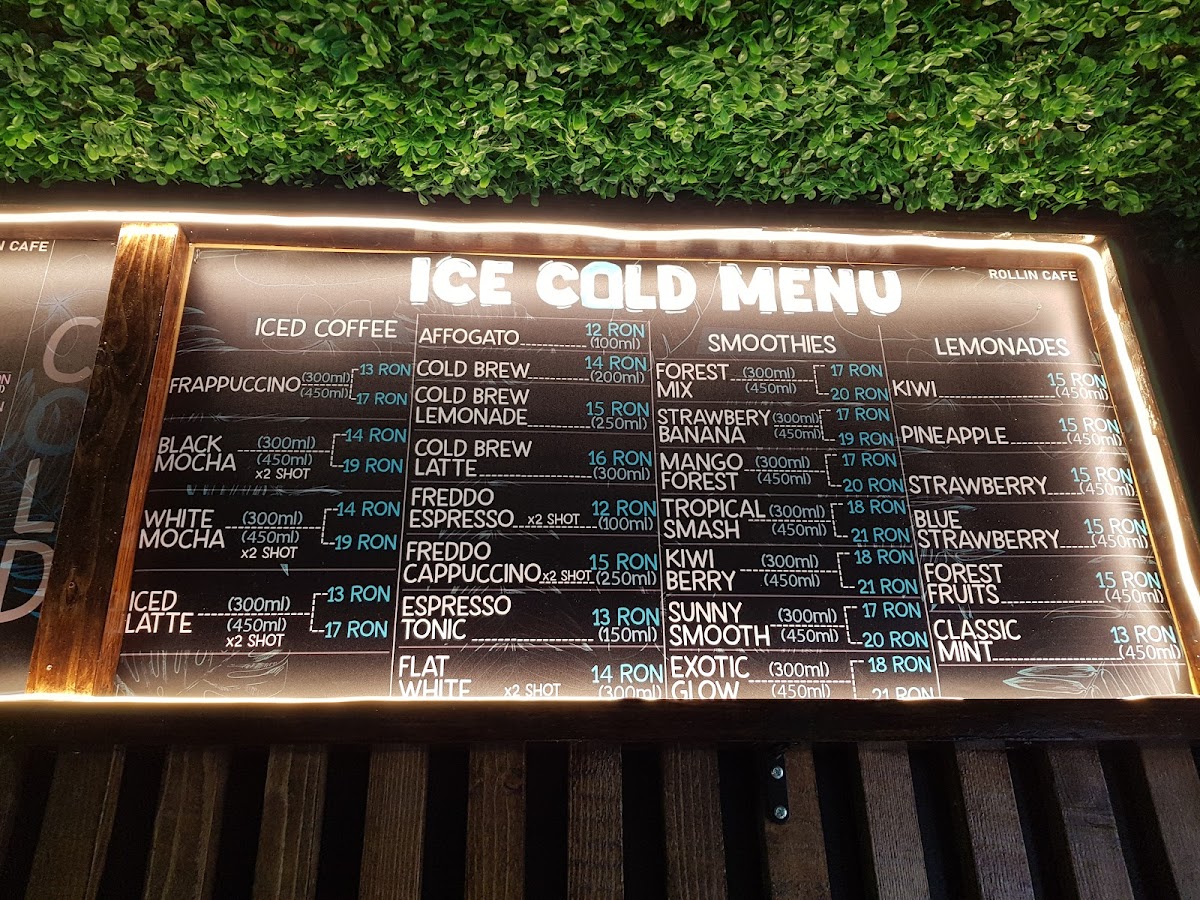 N CAFE
C
O
L
D
ICE COLD MENU
ROLLIN CAFE
ICED COFFEE
FRAPPUCCINO (300ml) 13 RON
(450ml) 17 RON
BLACK MOCHA (300ml) 14 RON
(450ml) 19 RON
x2 SHOT
WHITE MOCHA (300ml) 14 RON
(450ml) 19 RON
x2 SHOT
ICED LATTE (300ml) 13 RON
(450ml) 17 RON
x2 SHOT
AFFOGATO 12 RON
(100ml)
COLD BREW 14 RON
(200ml)
COLD BREW
LEMONADE 15 RON
(250ml)
COLD BREW
LATTE 16 RON
(300ml)
FREDDO
ESPRESSO x2 SHOT 12 RON
(100ml)
FREDDO
CAPPUCCINO x2 SHOT 15 RON
(250ml)
ESPRESSO
TONIC 13 RON
(150ml)
FLAT
WHITE x2 SHOT 14 RON
(300ml)
SMOOTHIES
FOREST (300ml) 17 RON
MIX (450ml) 20 RON
STRAWBERY (300ml) 17 RON
BANANA (450ml) 19 RON
MANGO (300ml) 17 RON
FOREST (450ml) 20 RON
TROPICAL (300ml) 18 RON
SMASH (450ml) 21 RON
KIWI (300ml) 18 RON
BERRY (450ml) 21 RON
SUNNY (300ml) 17 RON
SMOOTH (450ml) 20 RON
EXOTIC (300ml) 18 RON
GLOW (450ml) 21 RON
LEMONADES
KIWI 15 RON
(450ml)
PINEAPPLE 15 RON
(450ml)
STRAWBERRY 15 RON
(450ml)
BLUE
STRAWBERRY 15 RON
(450ml)
FOREST
FRUITS 15 RON
(450ml)
CLASSIC
MINT 13 RON
(450ml)